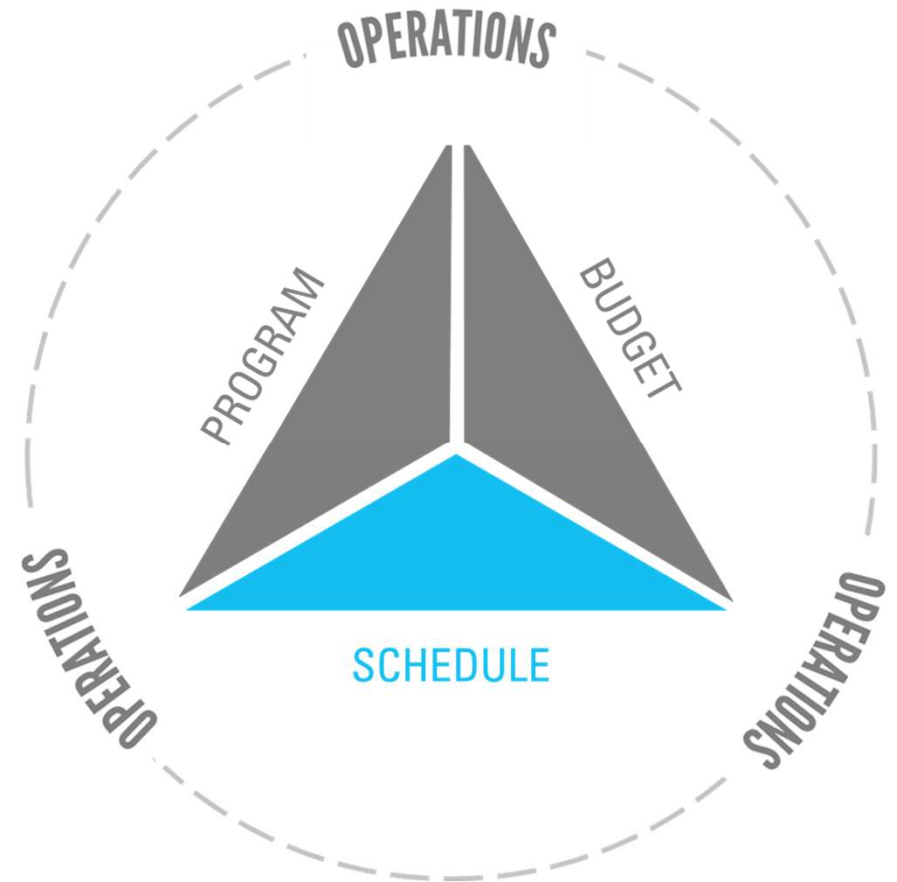 OPERATIONS
PROGRAM
BUDGET
SCHEDULE
OPERATIONS
OPERATIONS